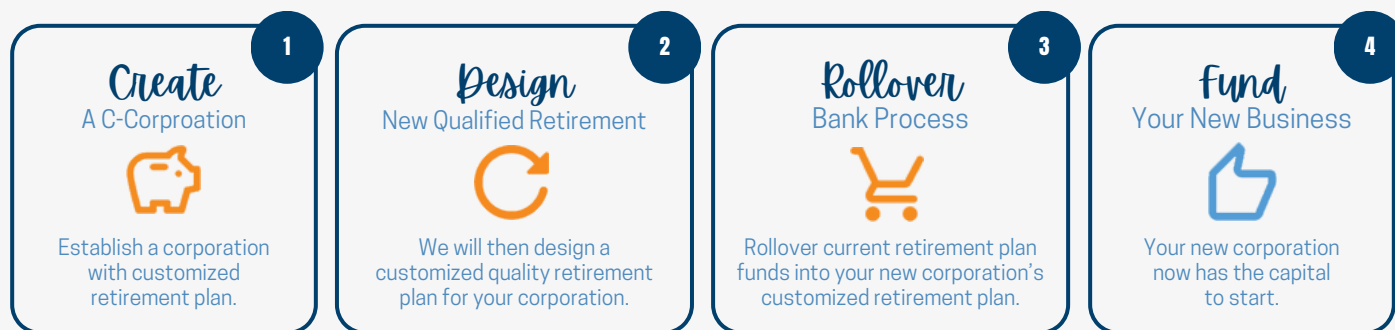 1
Create
A C-Corproation
Establish a corporation
with customized
retirement plan.
2
Design
New Qualified Retirement
We will then design a
customized quality retirement
plan for your corporation.
3
Rollover
Bank Process
Rollover current retirement plan
funds into your new corporation's
customized retirement plan.
4
Fund
Your New Business
Your new corporation
now has the capital
to start.